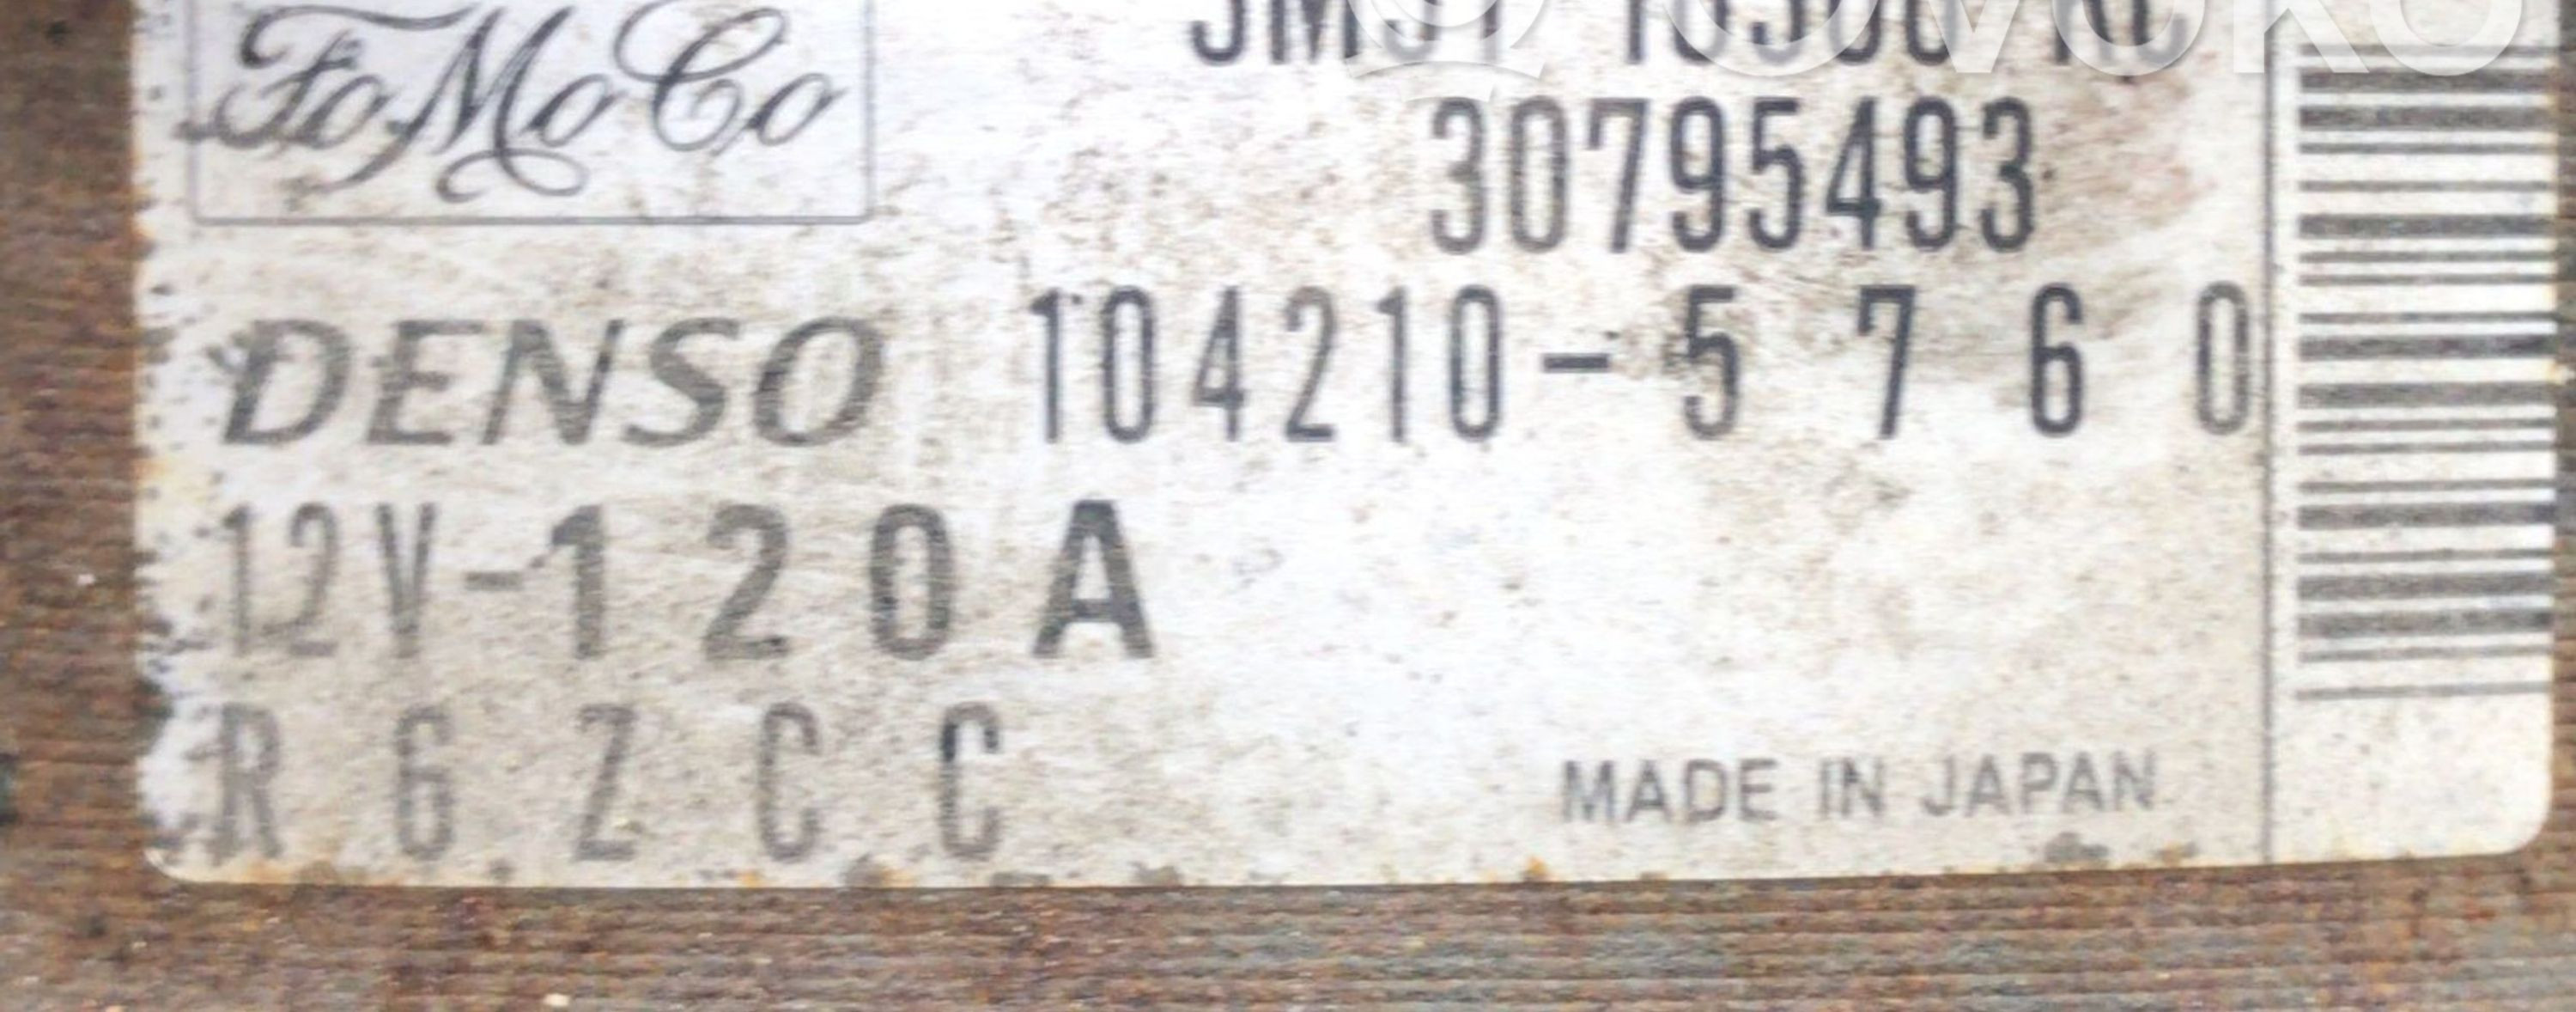 FoMoCo
30795493
DENSO 104210-5760
12V-120A
R6ZCC
MADE IN JAPAN